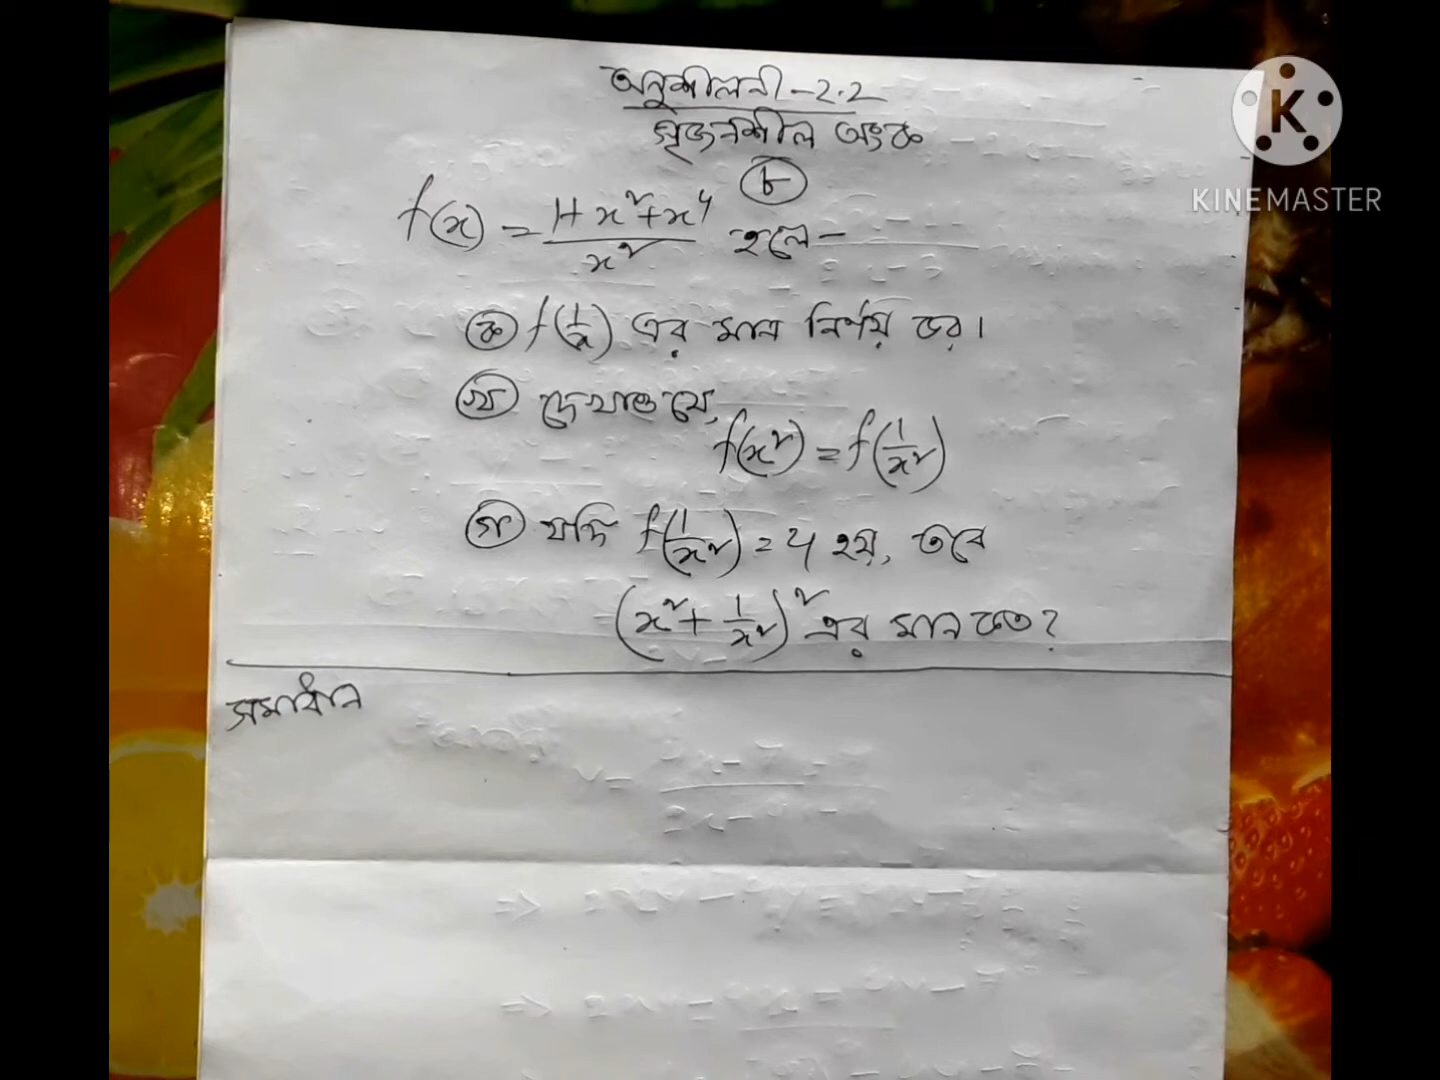 অনুশীলনী-২.২
সৃজনশীল অংক
৮
f(x) = 1+x²+x⁴ / x² হলে-
ক f(1/x) এর মান নির্ণয় কর।
খ দেখাও যে,
f(x²) = f(1/x²)
গ যদি f(1/x²) = 4 হয়, তবে
(x² + 1/x²)² এর মান কত?
সমাধান
K
KINEMASTER